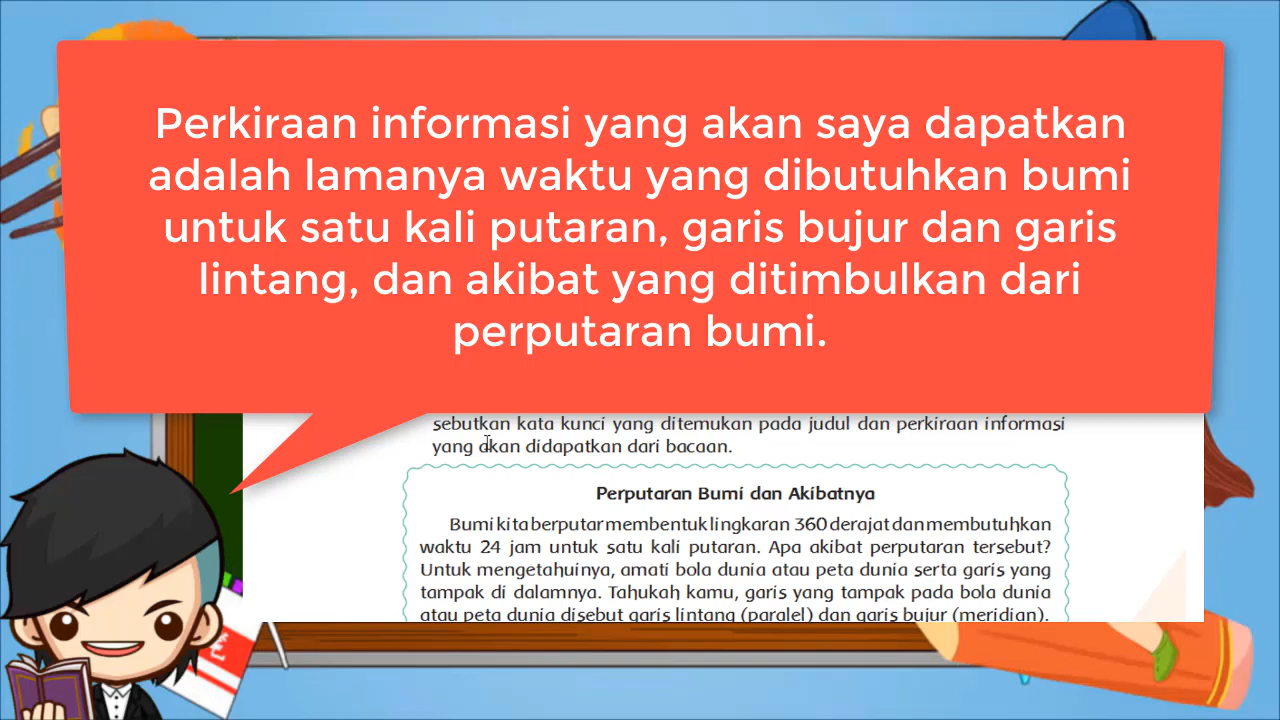 Perkiraan informasi yang akan saya dapatkan
adalah lamanya waktu yang dibutuhkan bumi
untuk satu kali putaran, garis bujur dan garis
lintang, dan akibat yang ditimbulkan dari
perputaran bumi.
sebutkan kata kunci yang ditemukan pada judul dan perkiraan informasi
yang akan didapatkan dari bacaan.
Perputaran Bumi dan Akibatnya
Bumi kita berputar membentuk lingkaran 360 derajat dan membutuhkan
waktu 24 jam untuk satu kali putaran. Apa akibat perputaran tersebut?
Untuk mengetahuinya, amati bola dunia atau peta dunia serta garis yang
tampak di dalamnya. Tahukah kamu, garis yang tampak pada bola dunia
atau peta dunia disebut garis lintang (paralel) dan garis bujur (meridian).